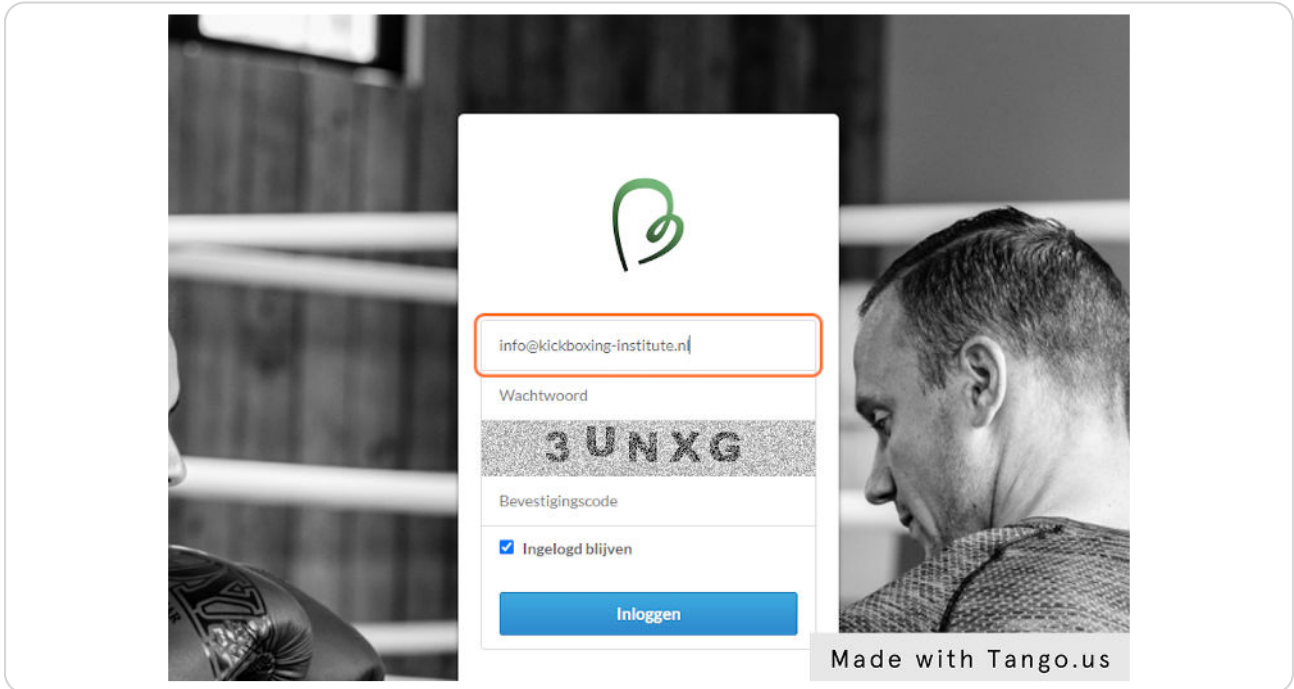 info@kickboxing-institute.nl
Wachtwoord
3UNXG
Bevestigingscode
Ingelogd blijven
Inloggen
Made with Tango.us